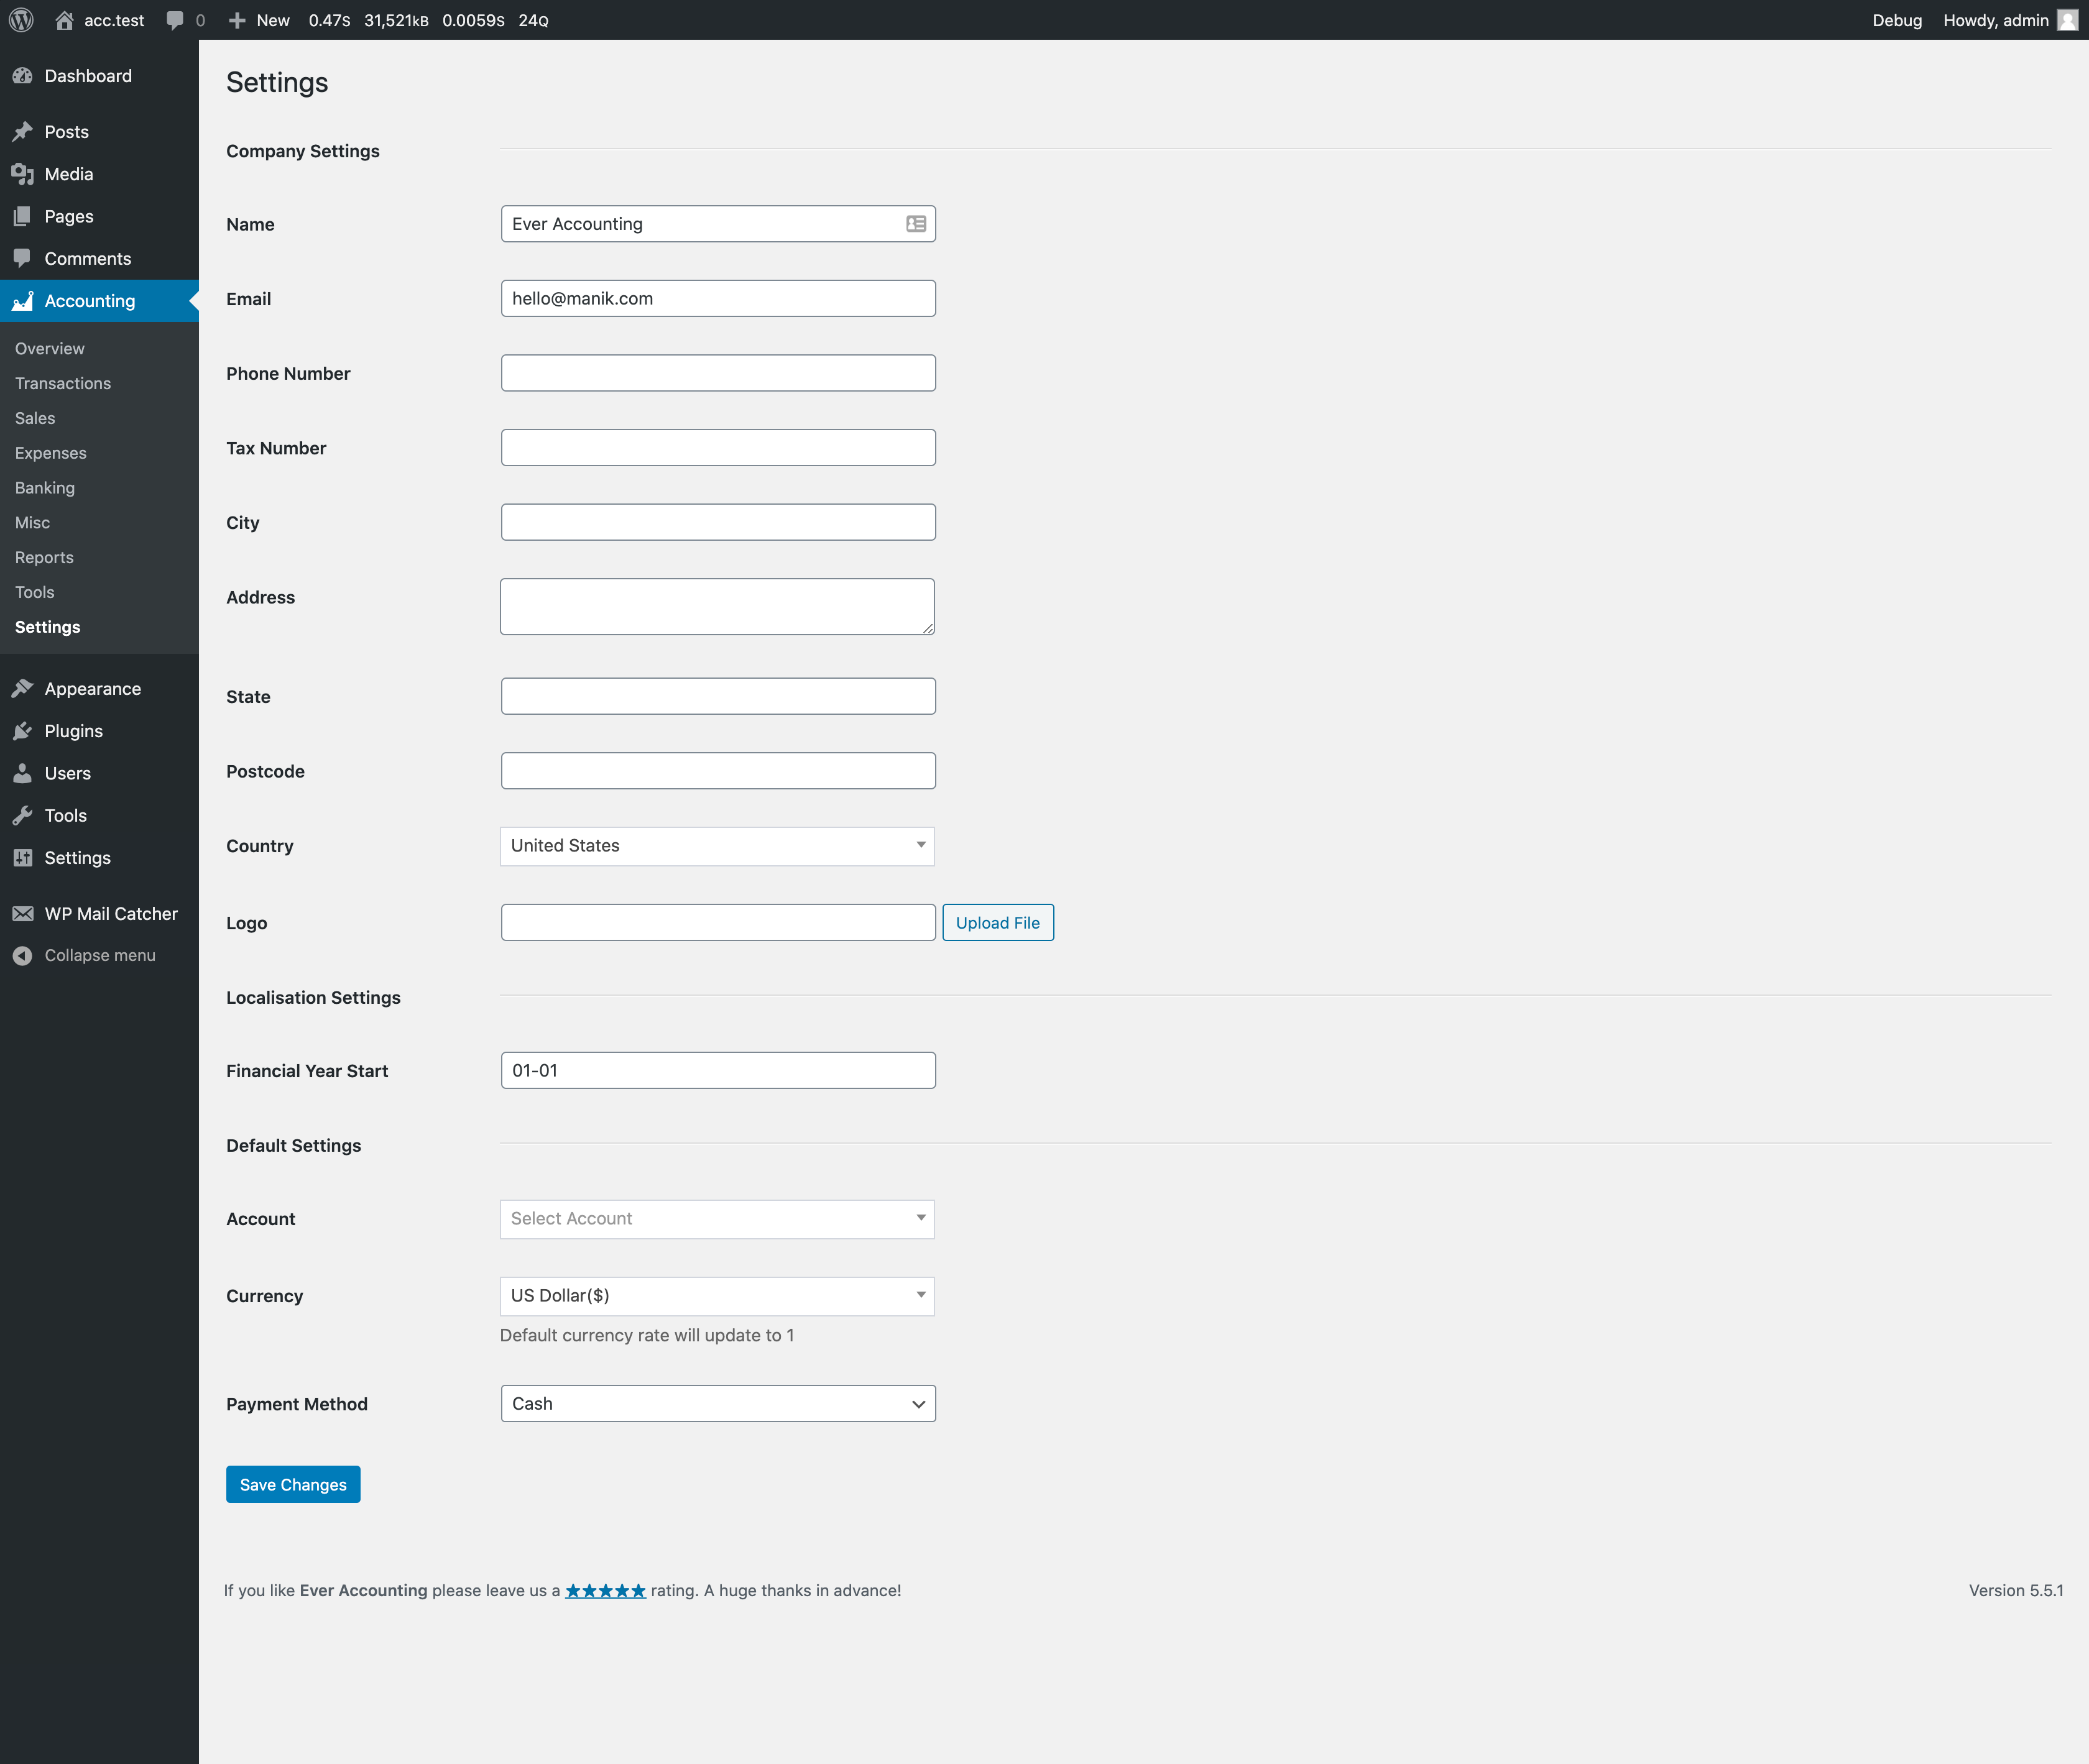 acc.test 0 New 0.47S 31,521KB 0.0059S 24Q Debug Howdy, admin
Dashboard
Posts
Media
Pages
Comments
Accounting
Overview
Transactions
Sales
Expenses
Banking
Misc
Reports
Tools
Settings
Appearance
Plugins
Users
Tools
Settings
WP Mail Catcher
Collapse menu
Settings
Company Settings
Name Ever Accounting
Email hello@manik.com
Phone Number
Tax Number
City
Address
State
Postcode
Country United States
Logo Upload File
Localisation Settings
Financial Year Start 01-01
Default Settings
Account Select Account
Currency US Dollar($)
Default currency rate will update to 1
Payment Method Cash
Save Changes
If you like Ever Accounting please leave us a ★★★★★ rating. A huge thanks in advance! Version 5.5.1